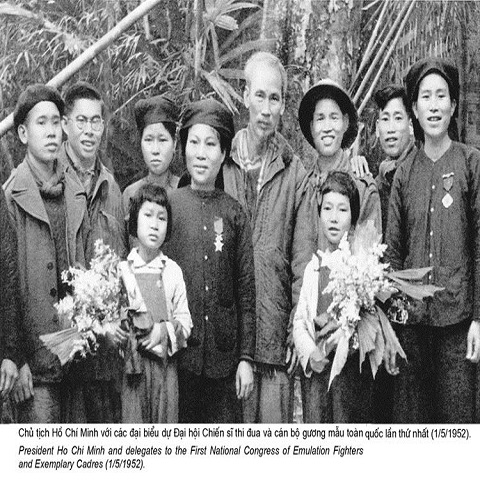 Chủ tịch Hồ Chí Minh với các đại biểu dự Đại hội Chiến sĩ thi đua và cán bộ gương mẫu toàn quốc lần thứ nhất (1/5/1952).
President Ho Chi Minh and delegates to the First National Congress of Emulation Fighters
and Exemplary Cadres (1/5/1952).